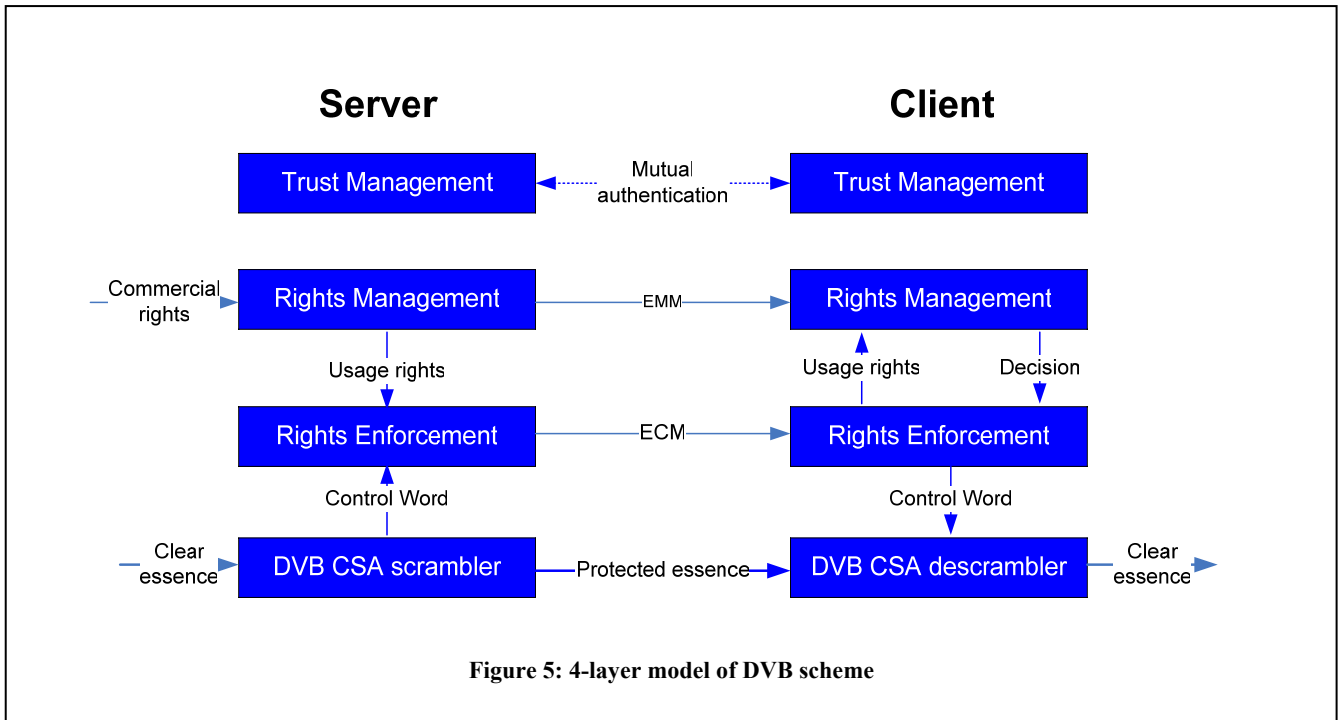 Server
Client
Trust Management
Mutual
authentication
Trust Management
Commercial
rights
Rights Management
EMM
Rights Management
Usage rights
Usage rights
Decision
Rights Enforcement
ECM
Rights Enforcement
Control Word
Control Word
Clear
essence
DVB CSA scrambler
Protected essence
DVB CSA descrambler
Clear
essence
Figure 5: 4-layer model of DVB scheme